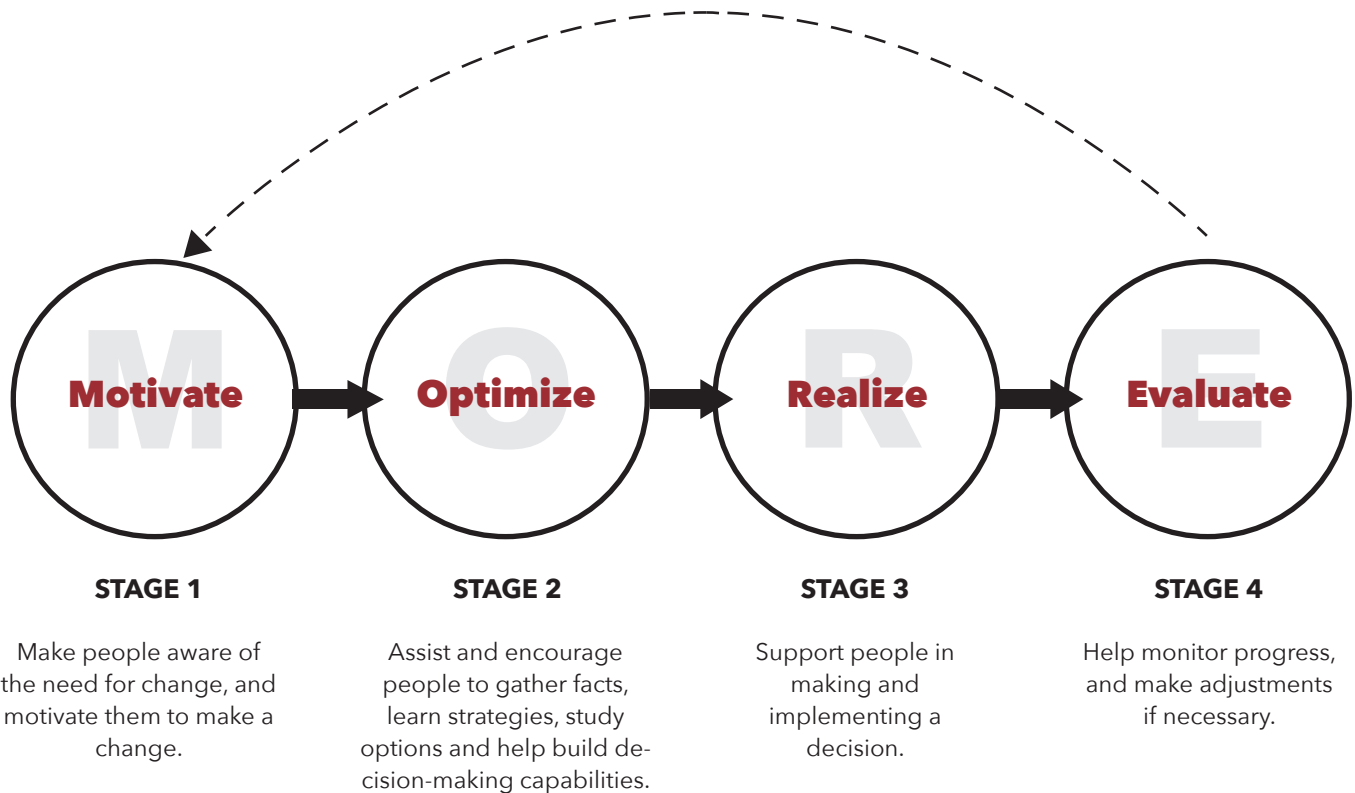 M
Motivate
O
Optimize
R
Realize
E
Evaluate
STAGE 1
Make people aware of
the need for change, and
motivate them to make a
change.
STAGE 2
Assist and encourage
people to gather facts,
learn strategies, study
options and help build de-
cision-making capabilities.
STAGE 3
Support people in
making and
implementing a
decision.
STAGE 4
Help monitor progress,
and make adjustments
if necessary.